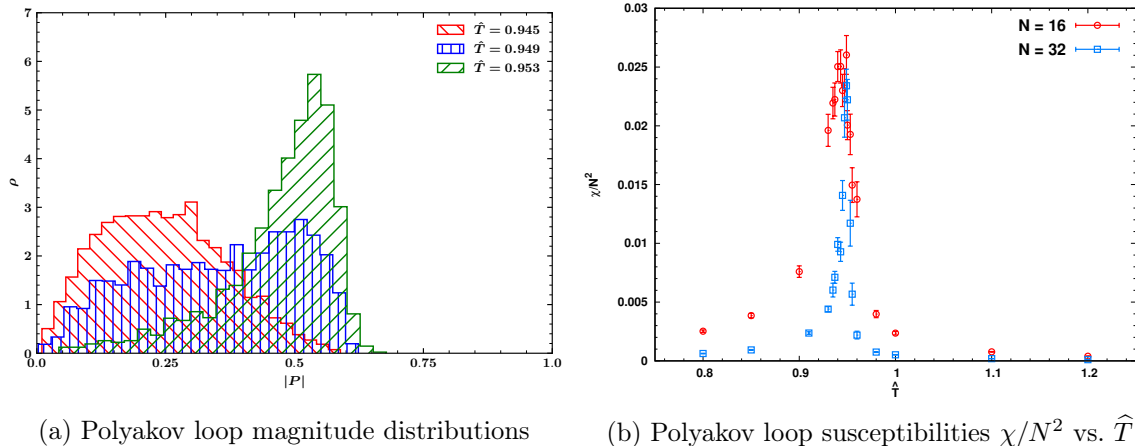 7
6
5
4
3
2
1
0
ρ
0.0
0.25
0.5
0.75
1.0
|P|
T̂ = 0.945
T̂ = 0.949
T̂ = 0.953
(a) Polyakov loop magnitude distributions
0.03
0.025
0.02
0.015
0.01
0.005
0
χ/N²
0.8
0.9
1
1.1
1.2
T̂
N = 16
N = 32
(b) Polyakov loop susceptibilities χ/N² vs. T̂